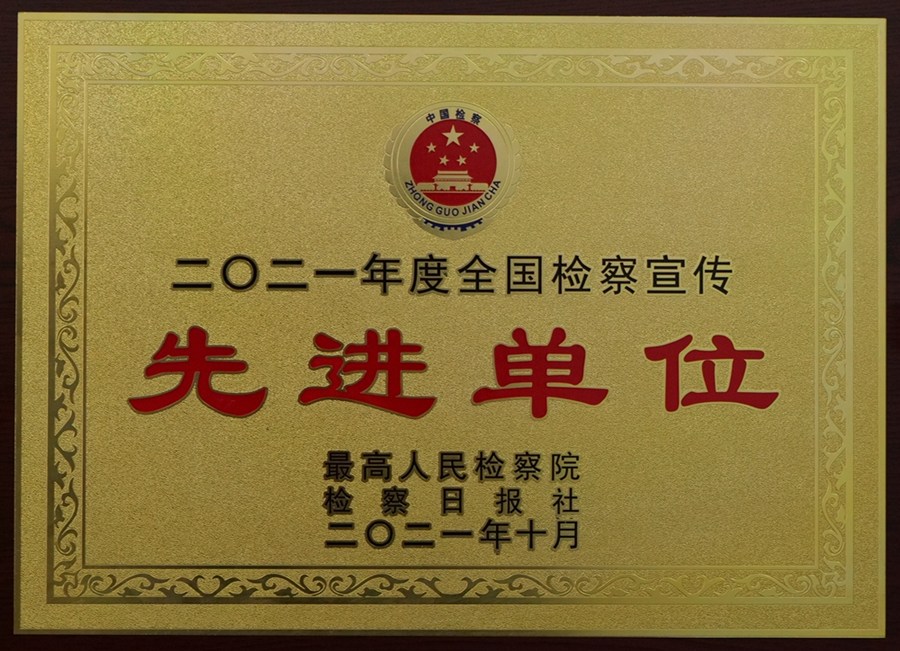 中国检察
ZHONG GUO JIAN CHA
二〇二一年度全国检察宣传
先进单位
最高人民检察院
检察日报社
二〇二一年十月